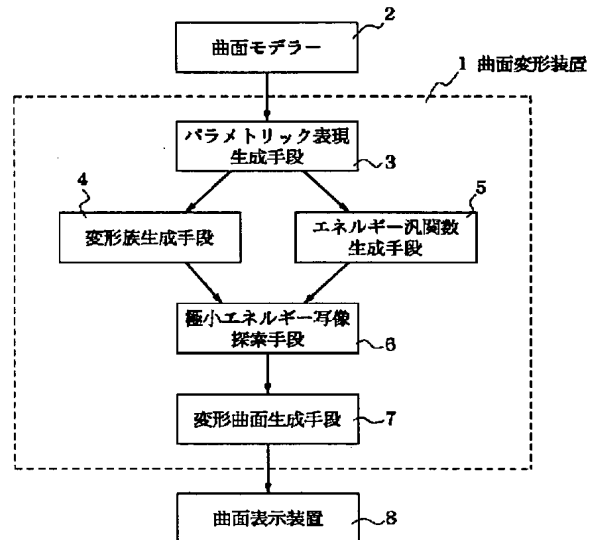 2
曲面モデラー
1 曲面変形装置
パラメトリック表現
生成手段
3
4
変形族生成手段
5
エネルギー汎関数
生成手段
極小エネルギー写像
探索手段
6
変形曲面生成手段
7
曲面表示装置
8